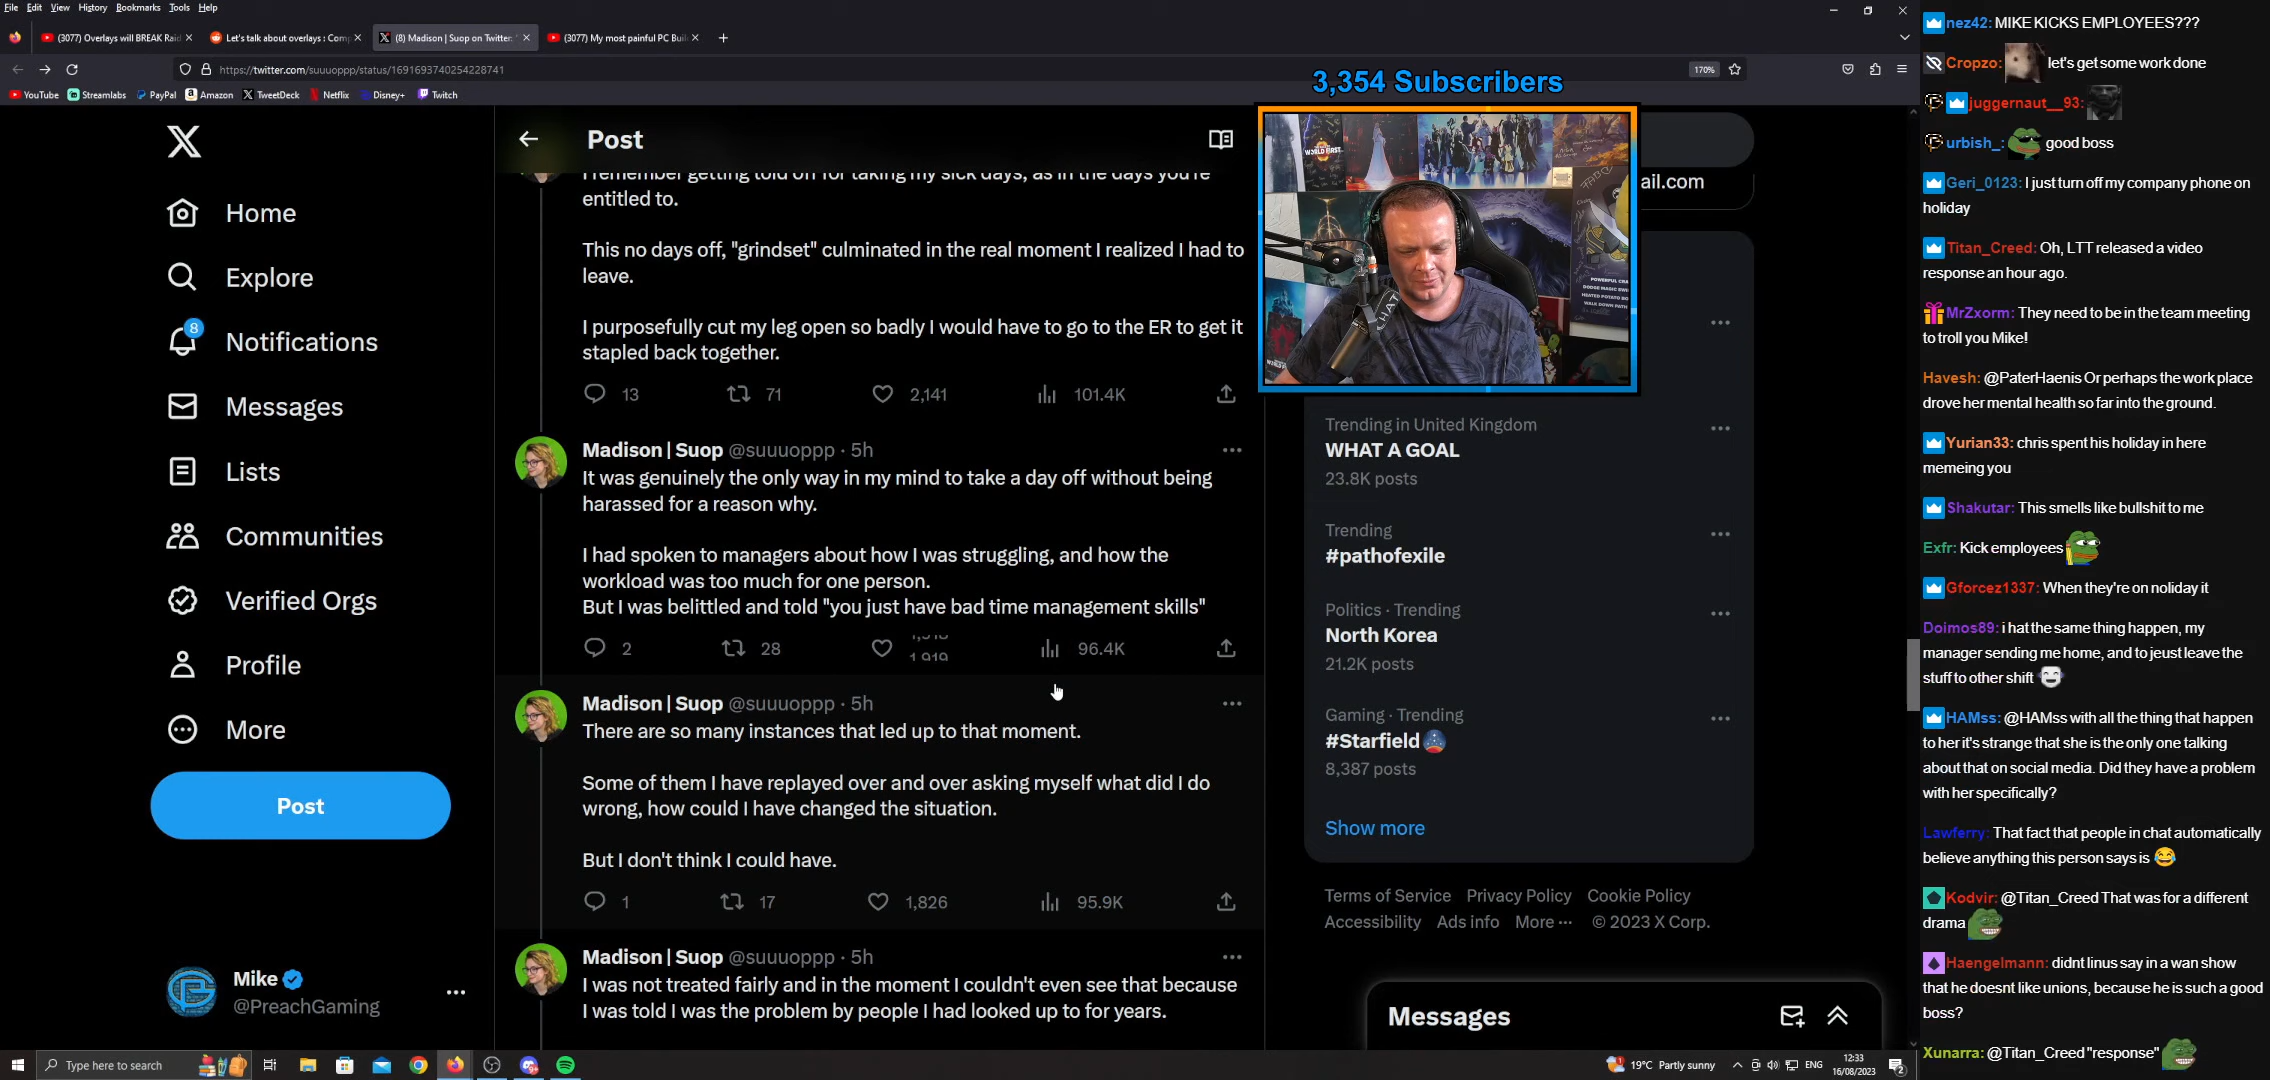 File Edit View History Bookmarks Tools Help
(3077) Overlays will BREAK Raid
Let's talk about overlays : Comp
(8) Madison | Suop on Twitter: "
(3077) My most painful PC Buil
https://twitter.com/suuuoppp/status/1691693740254228741
170%
YouTube Streamlabs PayPal Amazon TweetDeck Netflix Disney+ Twitch
3,354 Subscribers
Home
Explore
8
Notifications
Messages
Lists
Communities
Verified Orgs
Profile
More
Post
Mike
@PreachGaming
Post
I remember getting told off for taking my sick days, as in the days you're
entitled to.
This no days off, "grindset" culminated in the real moment I realized I had to
leave.
I purposefully cut my leg open so badly I would have to go to the ER to get it
stapled back together.
13 71 2,141 101.4K
Madison | Suop @suuuoppp · 5h
It was genuinely the only way in my mind to take a day off without being
harassed for a reason why.
I had spoken to managers about how I was struggling, and how the
workload was too much for one person.
But I was belittled and told "you just have bad time management skills"
2 28 1,919 96.4K
Madison | Suop @suuuoppp · 5h
There are so many instances that led up to that moment.
Some of them I have replayed over and over asking myself what did I do
wrong, how could I have changed the situation.
But I don't think I could have.
1 17 1,826 95.9K
Madison | Suop @suuuoppp · 5h
I was not treated fairly and in the moment I couldn't even see that because
I was told I was the problem by people I had looked up to for years.
WORLD FIRST
CHAT
ail.com
Trending in United Kingdom
WHAT A GOAL
23.8K posts
Trending
#pathofexile
Politics · Trending
North Korea
21.2K posts
Gaming · Trending
#Starfield
8,387 posts
Show more
Terms of Service Privacy Policy Cookie Policy
Accessibility Ads info More ··· © 2023 X Corp.
Messages
nez42: MIKE KICKS EMPLOYEES???
Cropzo: let's get some work done
juggernaut__93:
urbish_: good boss
Geri_0123: I just turn off my company phone on
holiday
Titan_Creed: Oh, LTT released a video
response an hour ago.
MrZxorm: They need to be in the team meeting
to troll you Mike!
Havesh: @PaterHaenis Or perhaps the work place
drove her mental health so far into the ground.
Yurian33: chris spent his holiday in here
memeing you
Shakutar: This smells like bullshit to me
Exfr: Kick employees
Gforcez1337: When they're on noliday it
Doimos89: i hat the same thing happen, my
manager sending me home, and to jeust leave the
stuff to other shift
HAMss: @HAMss with all the thing that happen
to her it's strange that she is the only one talking
about that on social media. Did they have a problem
with her specifically?
Lawferry: That fact that people in chat automatically
believe anything this person says is
Kodvir: @Titan_Creed That was for a different
drama
Haengelmann: didnt linus say in a wan show
that he doesnt like unions, because he is such a good
boss?
Xunarra: @Titan_Creed "response"
Type here to search
19°C Partly sunny
ENG
12:33
16/08/2023
2